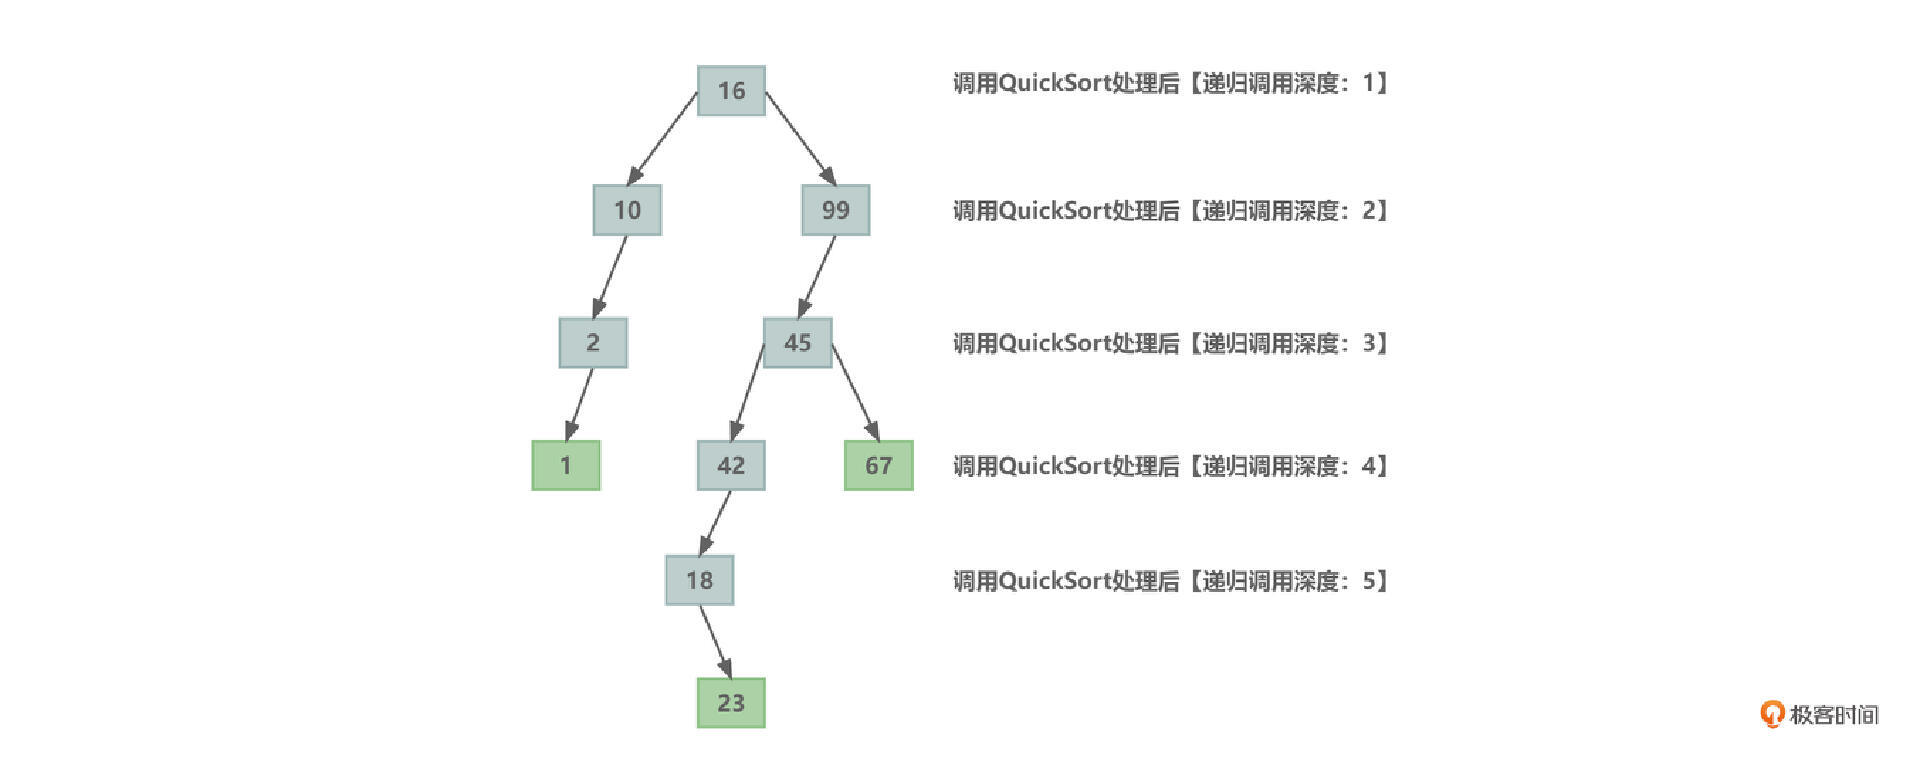 16
调用QuickSort处理后【递归调用深度：1】
10
99
调用QuickSort处理后【递归调用深度：2】
2
45
调用QuickSort处理后【递归调用深度：3】
1
42
67
调用QuickSort处理后【递归调用深度：4】
18
调用QuickSort处理后【递归调用深度：5】
23
极客时间